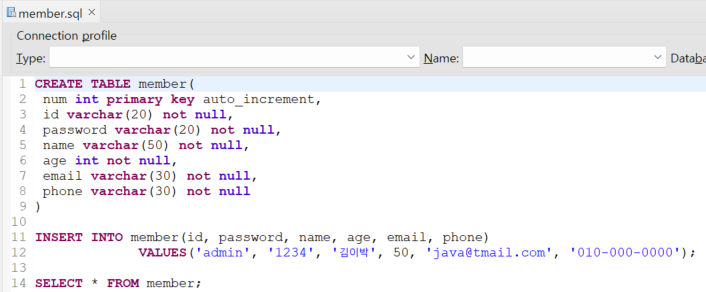 member.sql
Connection profile
Type: Name: Databa
1 CREATE TABLE member(
2 num int primary key auto_increment,
3 id varchar(20) not null,
4 password varchar(20) not null,
5 name varchar(50) not null,
6 age int not null,
7 email varchar(30) not null,
8 phone varchar(30) not null
9 )
10
11 INSERT INTO member(id, password, name, age, email, phone)
12 VALUES('admin', '1234', '김이박', 50, 'java@tmail.com', '010-000-0000');
13
14 SELECT * FROM member;